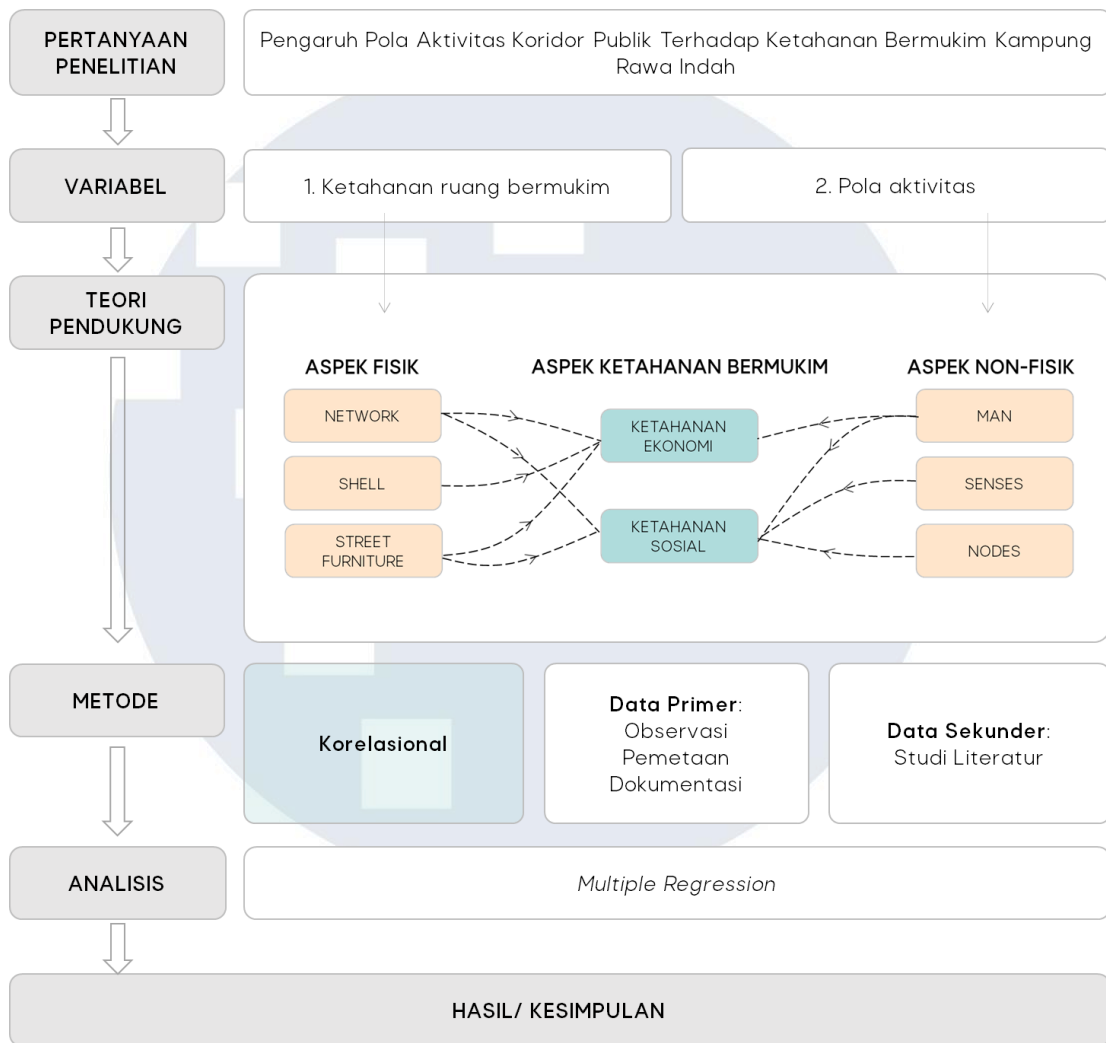 PERTANYAAN
PENELITIAN
Pengaruh Pola Aktivitas Koridor Publik Terhadap Ketahanan Bermukim Kampung
Rawa Indah
VARIABEL
1. Ketahanan ruang bermukim
2. Pola aktivitas
TEORI
PENDUKUNG
ASPEK FISIK
NETWORK
SHELL
STREET
FURNITURE
ASPEK KETAHANAN BERMUKIM
KETAHANAN
EKONOMI
KETAHANAN
SOSIAL
ASPEK NON-FISIK
MAN
SENSES
NODES
METODE
Korelasional
Data Primer:
Observasi
Pemetaan
Dokumentasi
Data Sekunder:
Studi Literatur
ANALISIS
Multiple Regression
HASIL/ KESIMPULAN